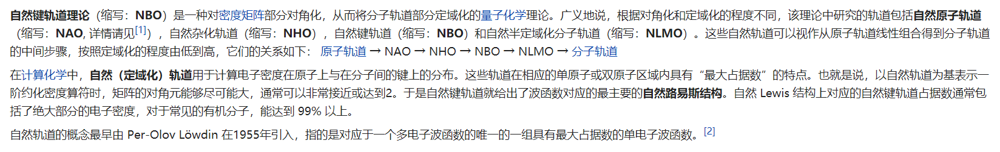 自然键轨道理论（缩写：NBO）是一种对密度矩阵部分对角化，从而将分子轨道部分定域化的量子化学理论。广义地说，根据对角化和定域化的程度不同，该理论中研究的轨道包括自然原子轨道
（缩写：NAO, 详情请见[1]），自然杂化轨道（缩写：NHO），自然键轨道（缩写：NBO）和自然半定域化分子轨道（缩写：NLMO）。这些自然轨道可以视作从原子轨道线性组合得到分子轨道
的中间步骤，按照定域化的程度由低到高，它们的关系如下： 原子轨道 → NAO → NHO → NBO → NLMO → 分子轨道
在计算化学中，自然（定域化）轨道用于计算电子密度在原子上与在分子间的键上的分布。这些轨道在相应的单原子或双原子区域内具有“最大占据数”的特点。也就是说，以自然轨道为基表示一
阶约化密度算符时，矩阵的对角元能够尽可能大，通常可以非常接近或达到2。于是自然键轨道就给出了波函数对应的最主要的自然路易斯结构。自然 Lewis 结构上对应的自然键轨道占据数通常包
括了绝大部分的电子密度，对于常见的有机分子，能达到 99% 以上。
自然轨道的概念最早由 Per-Olov Löwdin 在1955年引入，指的是对应于一个多电子波函数的唯一的一组具有最大占据数的单电子波函数。[2]